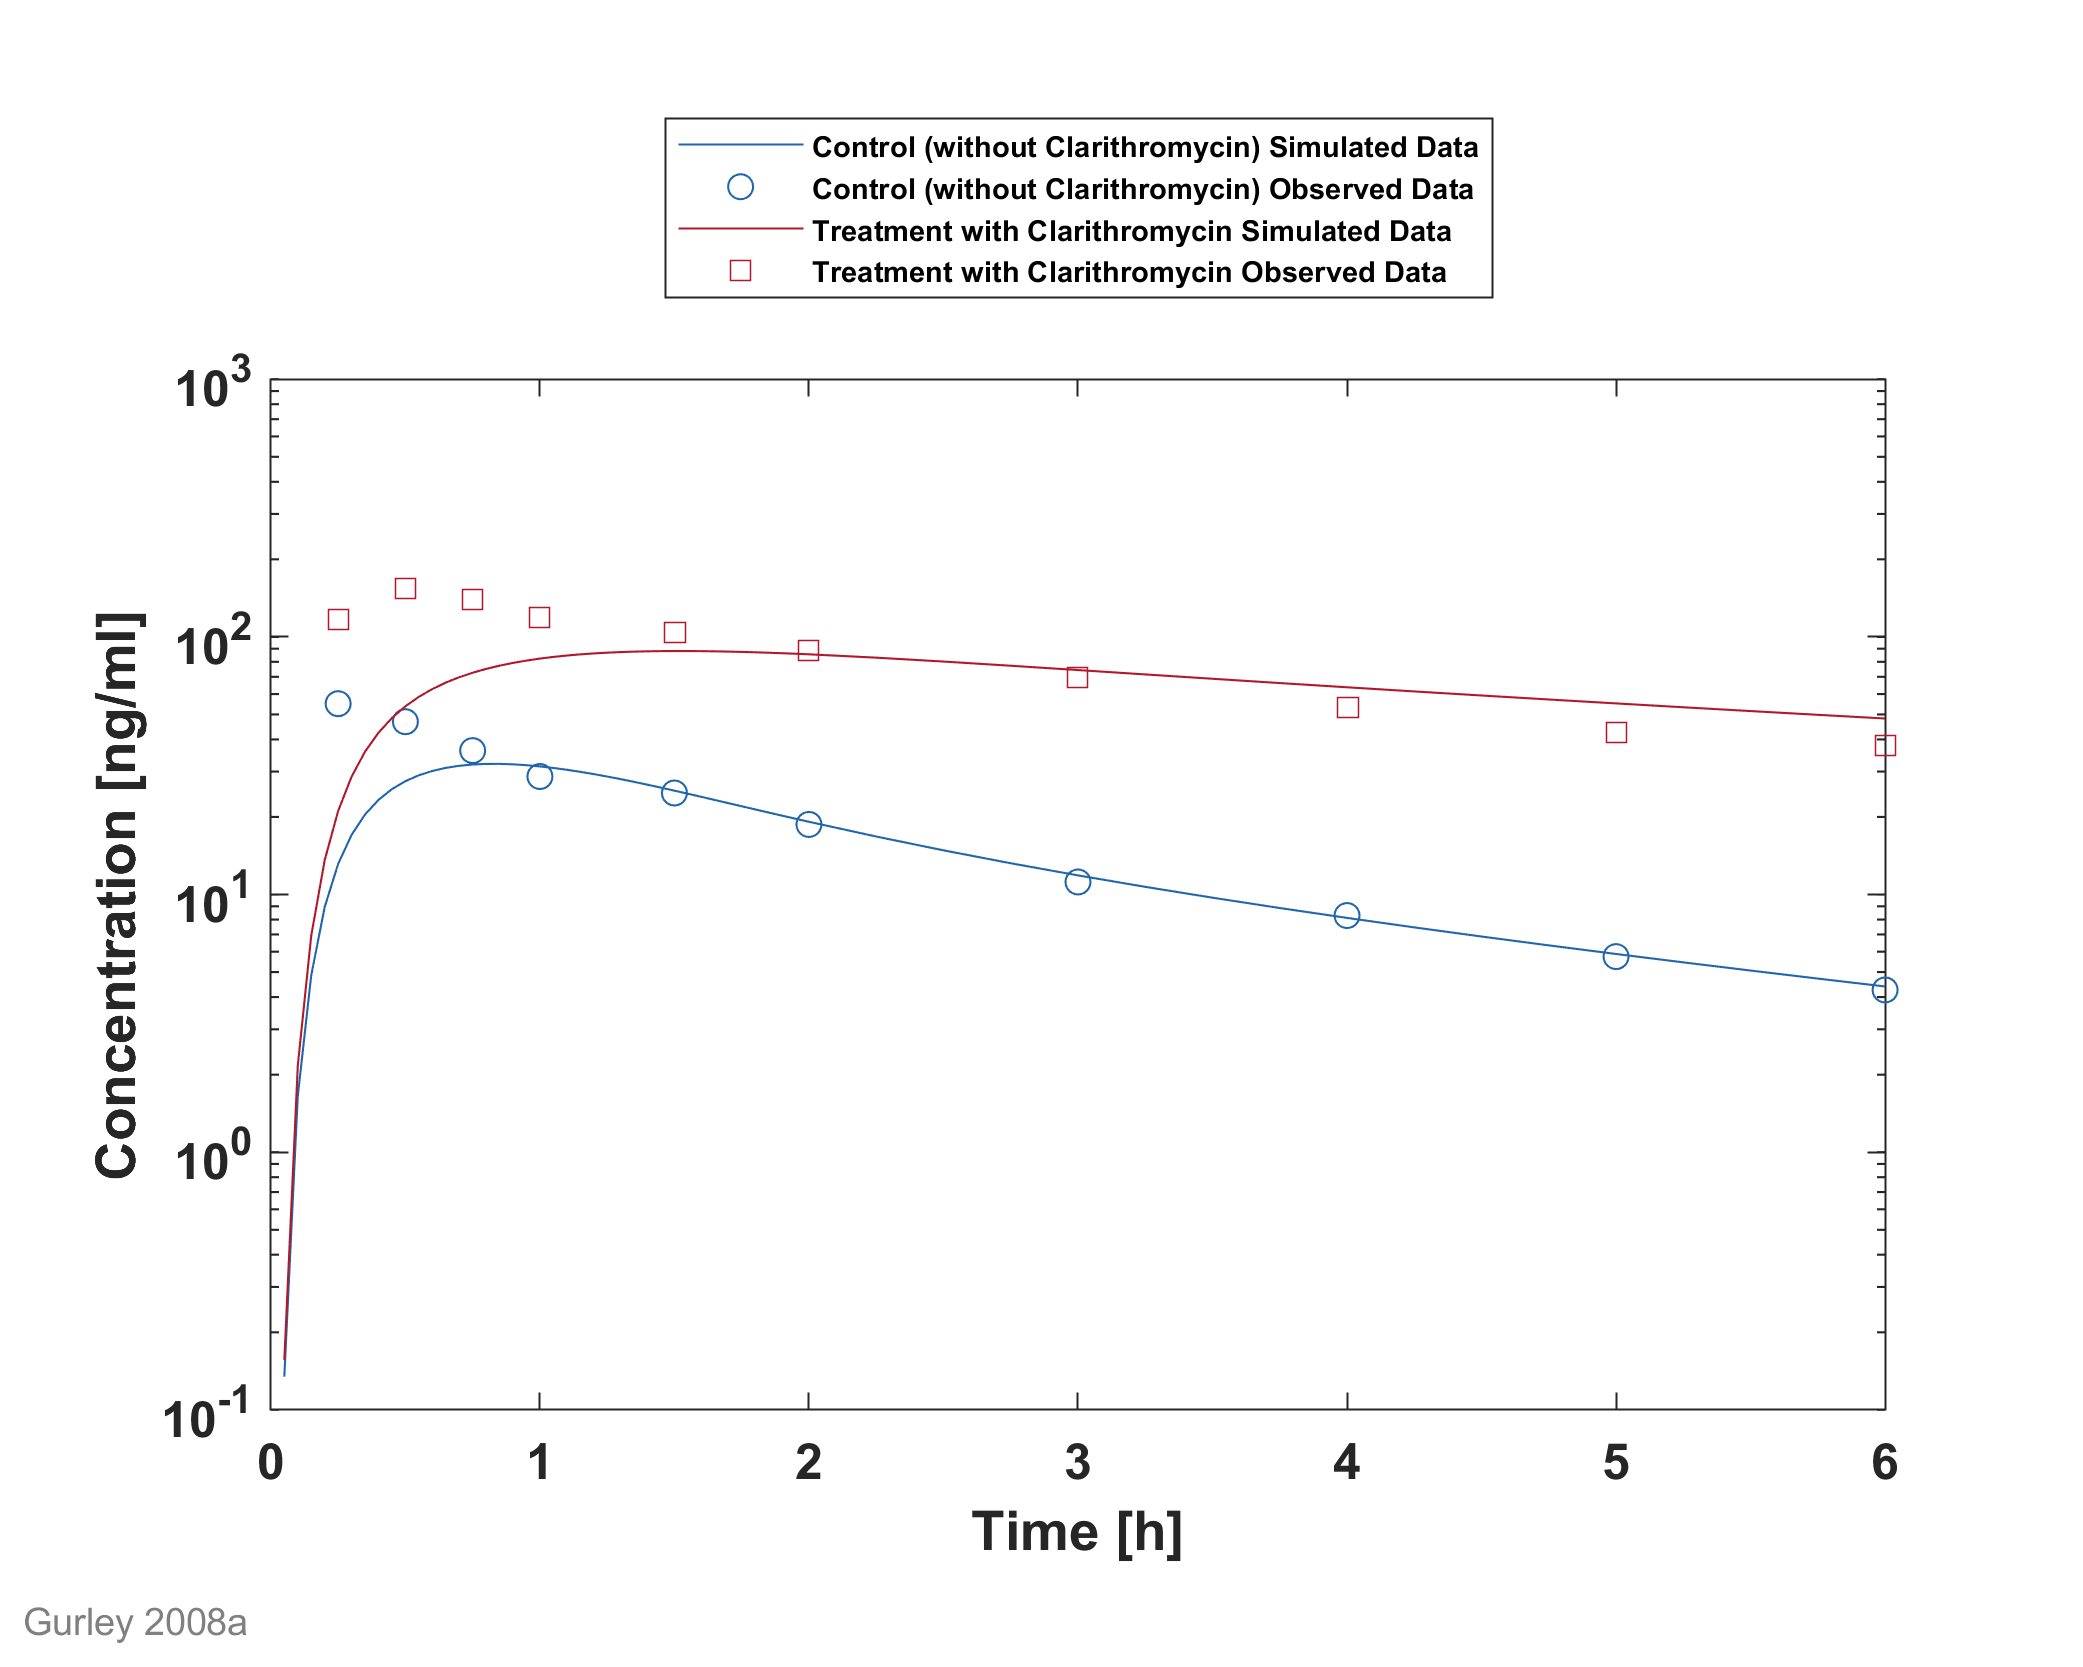 Control (without Clarithromycin) Simulated Data
Control (without Clarithromycin) Observed Data
Treatment with Clarithromycin Simulated Data
Treatment with Clarithromycin Observed Data
10^3
10^2
10^1
10^0
10^-1
Concentration [ng/ml]
0 1 2 3 4 5 6
Time [h]
Gurley 2008a